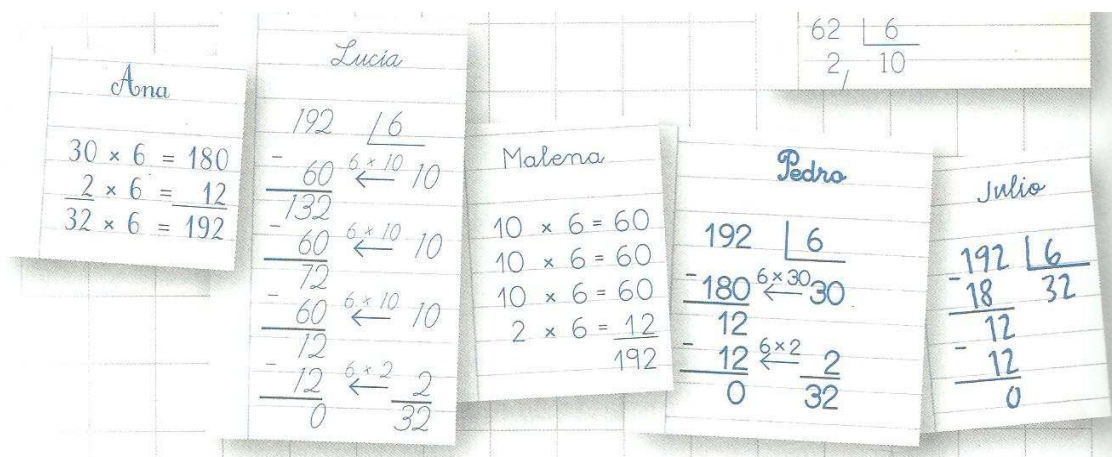 Ana
30 × 6 = 180
2 × 6 = 12
32 × 6 = 192
Lucía
192 | 6
- 60 ← 6 × 10 10
132
- 60 ← 6 × 10 10
72
- 60 ← 6 × 10 10
12
- 12 ← 6 × 2 2
0 32
Malena
10 × 6 = 60
10 × 6 = 60
10 × 6 = 60
2 × 6 = 12
192
62 | 6
2 10
Pedro
192 | 6
- 180 ← 6 × 30 30
12
- 12 ← 6 × 2 2
0 32
Julio
- 192 | 6
18 32
12
- 12
0